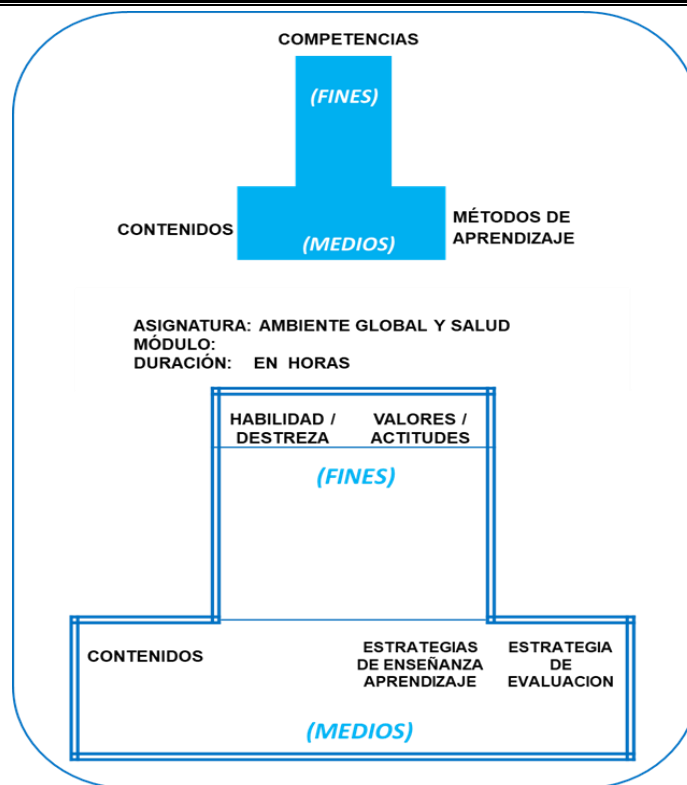 COMPETENCIAS
(FINES)
CONTENIDOS
(MEDIOS)
MÉTODOS DE
APRENDIZAJE
ASIGNATURA: AMBIENTE GLOBAL Y SALUD
MÓDULO:
DURACIÓN: EN HORAS
HABILIDAD /
DESTREZA
VALORES /
ACTITUDES
(FINES)
CONTENIDOS
ESTRATEGIAS
DE ENSEÑANZA
APRENDIZAJE
ESTRATEGIA
DE
EVALUACION
(MEDIOS)